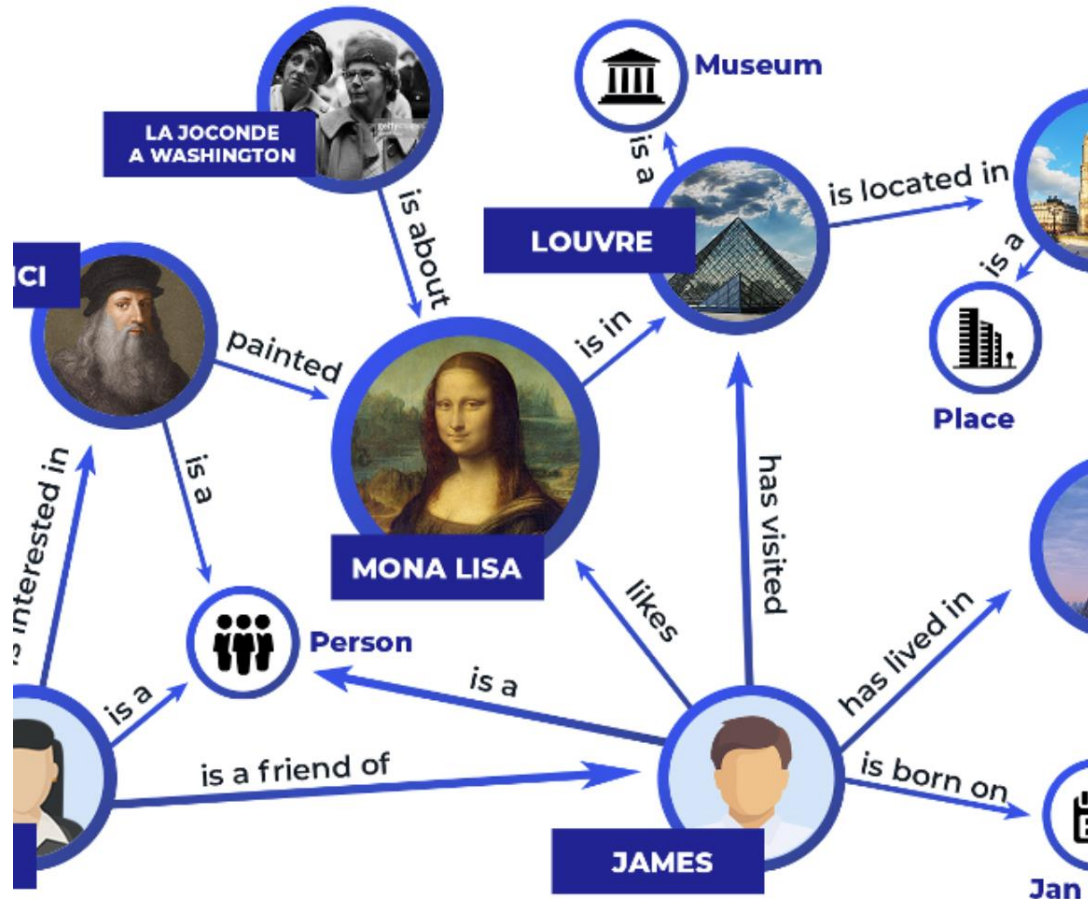 Museum
LA JOCONDE
A WASHINGTON
is a
is about
is located in
LOUVRE
is a
ICI
painted
is in
Place
is interested in
is a
has visited
MONA LISA
likes
Person
has lived in
is a
is a
is a friend of
is born on
JAMES
Jan